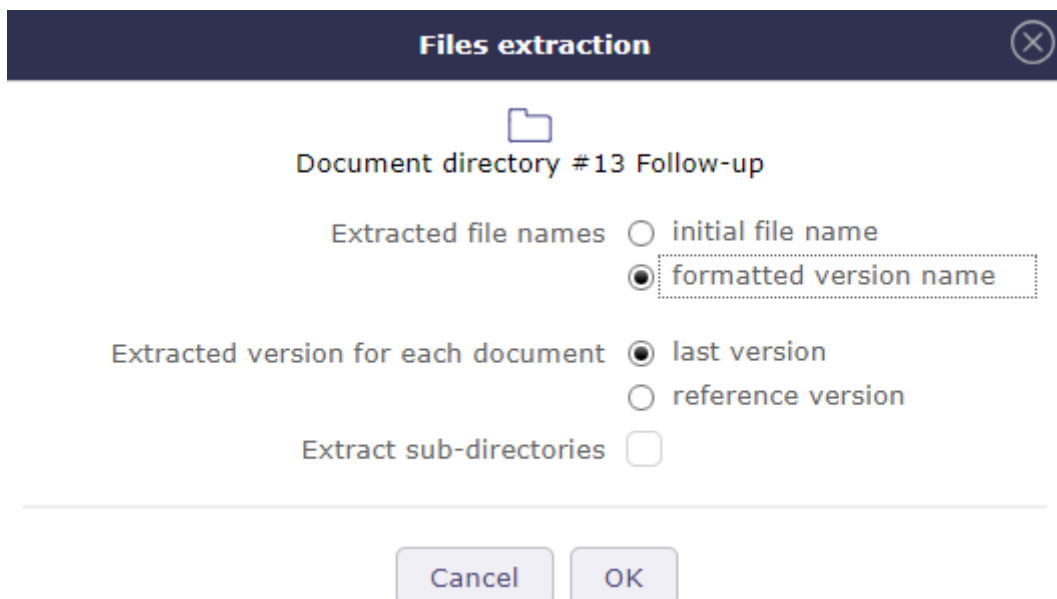 Files extraction
Document directory #13 Follow-up
Extracted file names initial file name
formatted version name
Extracted version for each document last version
reference version
Extract sub-directories
Cancel OK